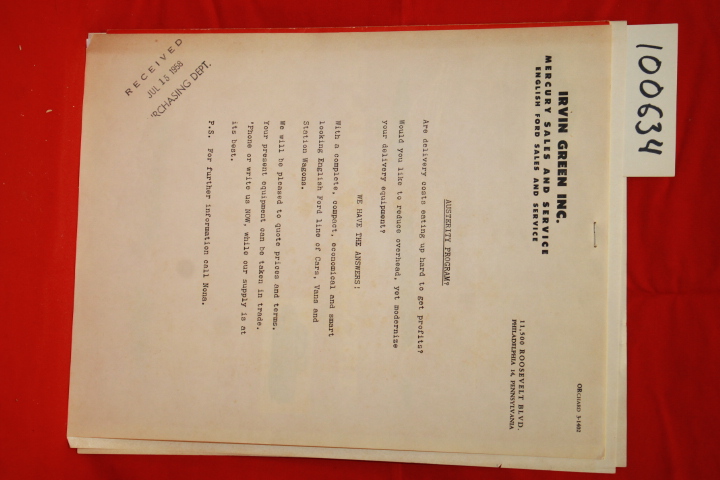 100634
IRVIN GREEN INC.
MERCURY SALES AND SERVICE
ENGLISH FORD SALES AND SERVICE
ORCHARD 3-1402
11,500 ROOSEVELT BLVD.
PHILADELPHIA 14, PENNSYLVANIA
AUSTERITY PROGRAM?
Are delivery costs eating up hard to get profits?
Would you like to reduce overhead, yet modernize
your delivery equipment?
WE HAVE THE ANSWERS!
With a complete, compact, economical and smart
looking English Ford line of Cars, Vans and
Station Wagons.
We will be pleased to quote prices and terms.
Your present equipment can be taken in trade.
'Phone or write us NOW, while our supply is at
its best.
P.S. For further information call Nona.
RECEIVED
JUL 15 1958
URCHASING DEPT.